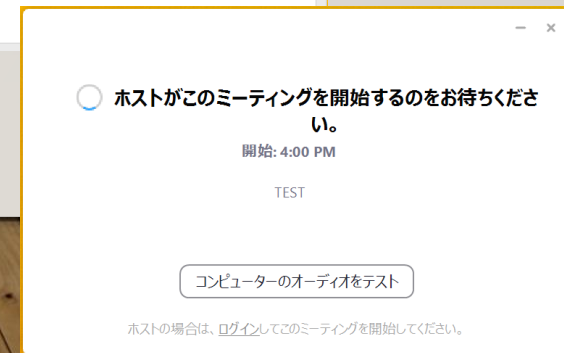 ホストがこのミーティングを開始するのをお待ちくださ
い。
開始: 4:00 PM
TEST
コンピューターのオーディオをテスト
ホストの場合は、ログインしてこのミーティングを開始してください。